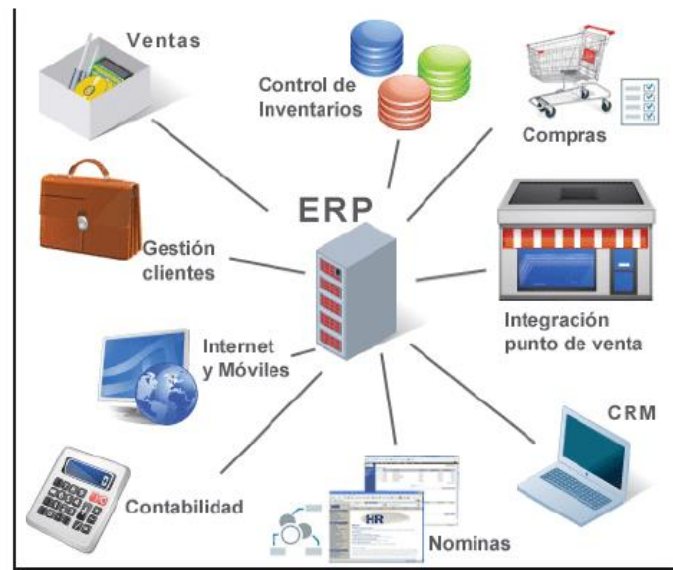 Ventas
Control de
Inventarios
Compras
ERP
Gestión
clientes
Integración
punto de venta
Internet
y Móviles
CRM
Contabilidad
HR
Nominas